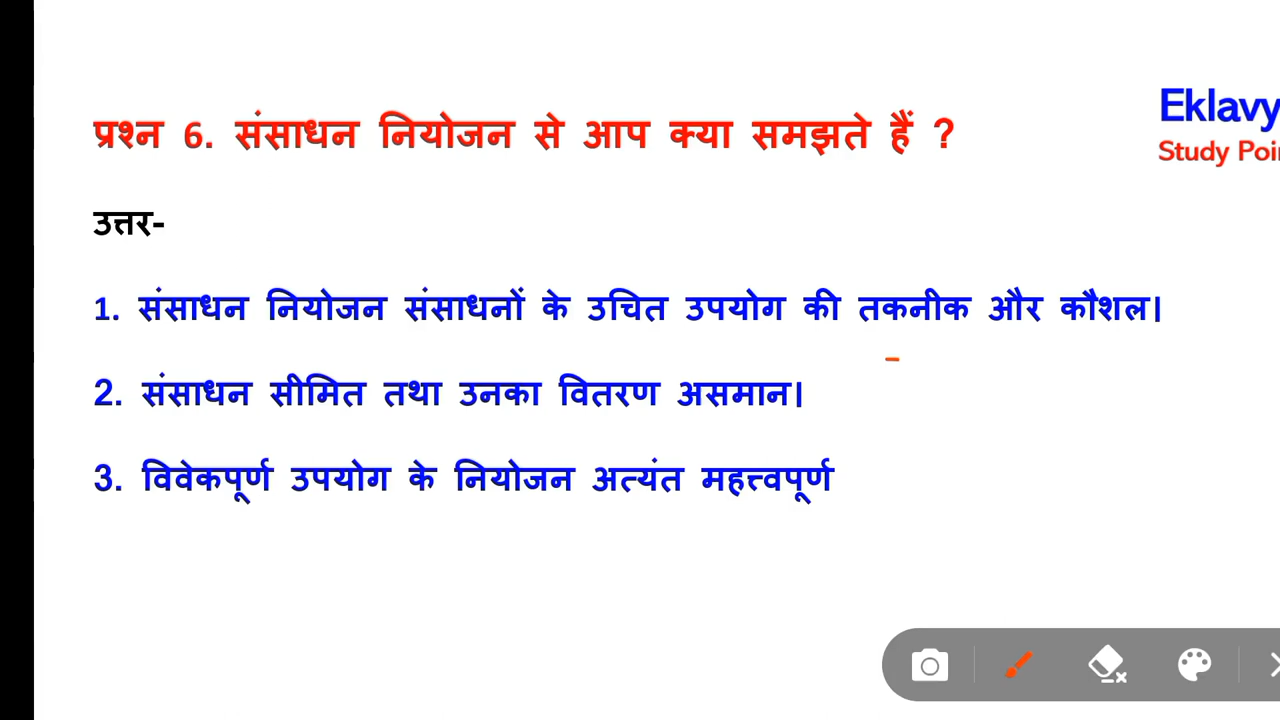 Eklavy
Study Poi
प्रश्न 6. संसाधन नियोजन से आप क्या समझते हैं ?
उत्तर-
1. संसाधन नियोजन संसाधनों के उचित उपयोग की तकनीक और कौशल।
2. संसाधन सीमित तथा उनका वितरण असमान।
3. विवेकपूर्ण उपयोग के नियोजन अत्यंत महत्त्वपूर्ण